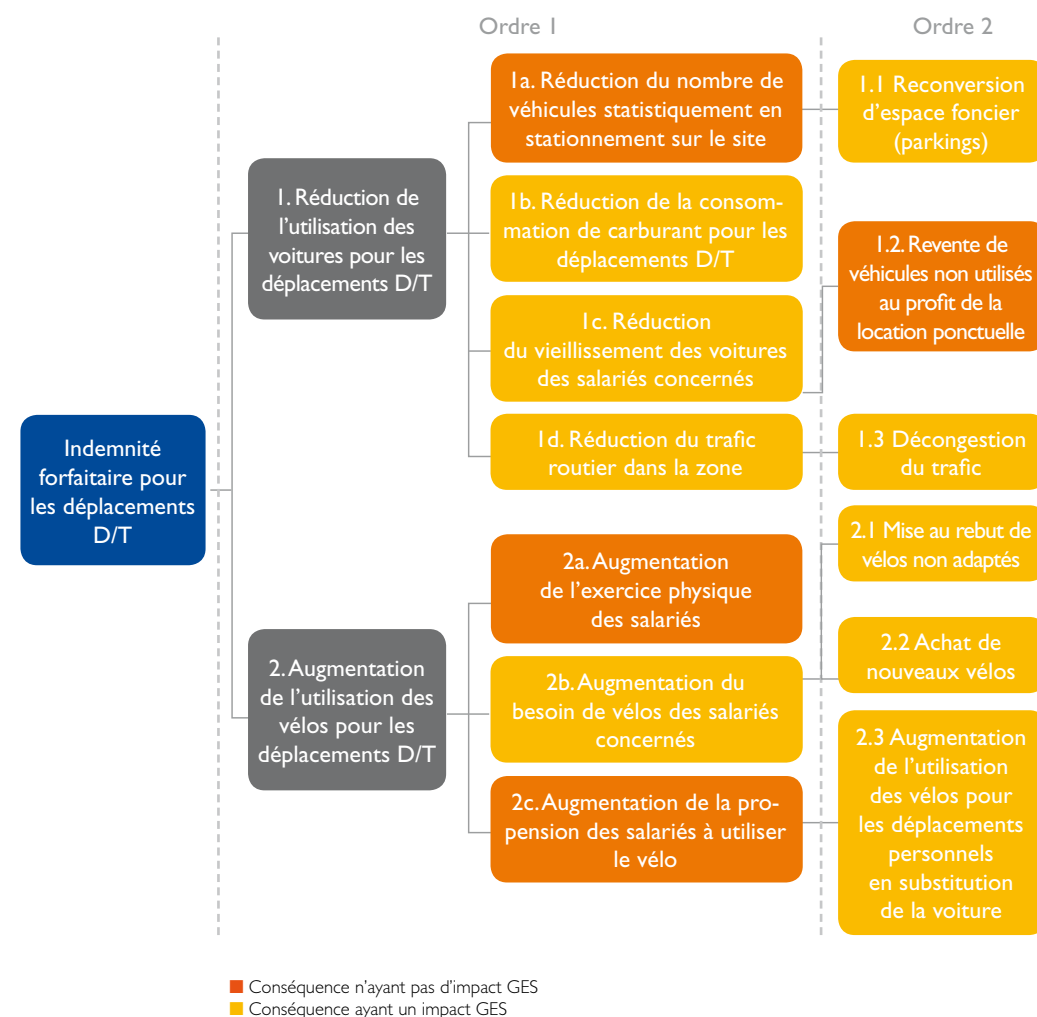 Ordre 1
Ordre 2
Indemnité
forfaitaire pour
les déplacements
D/T
1. Réduction de
l'utilisation des
voitures pour les
déplacements D/T
1a. Réduction du nombre de
véhicules statistiquement en
stationnement sur le site
1b. Réduction de la consom-
mation de carburant pour les
déplacements D/T
1c. Réduction
du vieillissement des voitures
des salariés concernés
1d. Réduction du trafic
routier dans la zone
1.1 Reconversion
d'espace foncier
(parkings)
1.2. Revente de
véhicules non utilisés
au profit de la
location ponctuelle
1.3 Décongestion
du trafic
2. Augmentation
de l'utilisation des
vélos pour les
déplacements D/T
2a. Augmentation
de l'exercice physique
des salariés
2b. Augmentation du
besoin de vélos des salariés
concernés
2c. Augmentation de la pro-
pension des salariés à utiliser
le vélo
2.1 Mise au rebut de
vélos non adaptés
2.2 Achat de
nouveaux vélos
2.3 Augmentation
de l'utilisation
des vélos pour
les déplacements
personnels
en substitution
de la voiture
Conséquence n'ayant pas d'impact GES
Conséquence ayant un impact GES